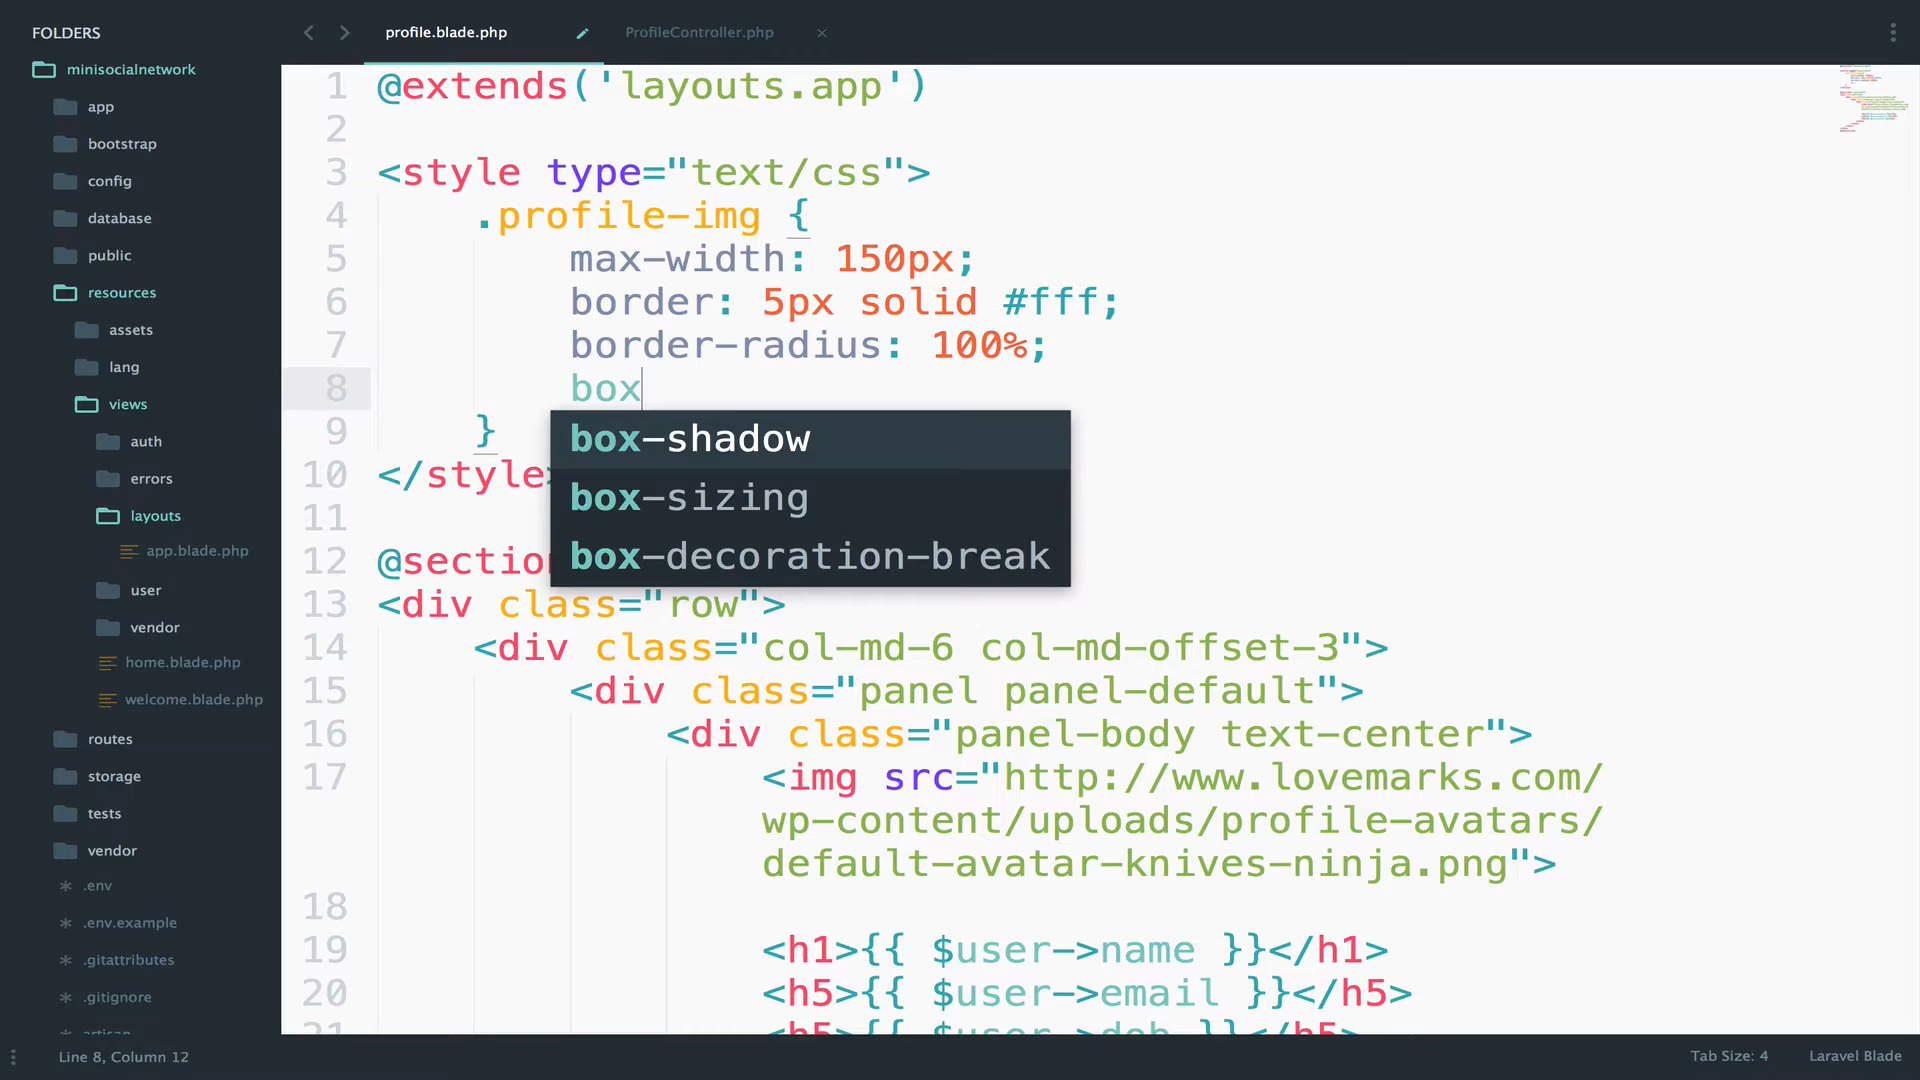 FOLDERS
minisocialnetwork
app
bootstrap
config
database
public
resources
assets
lang
views
auth
errors
layouts
app.blade.php
user
vendor
home.blade.php
welcome.blade.php
routes
storage
tests
vendor
.env
.env.example
.gitattributes
.gitignore
artisan
profile.blade.php
ProfileController.php
1 @extends('layouts.app')
2
3 <style type="text/css">
4 .profile-img {
5 max-width: 150px;
6 border: 5px solid #fff;
7 border-radius: 100%;
8 box
box-shadow
box-sizing
box-decoration-break
9 }
10 </style>
11
12 @section
13 <div class="row">
14 <div class="col-md-6 col-md-offset-3">
15 <div class="panel panel-default">
16 <div class="panel-body text-center">
17 <img src="http://www.lovemarks.com/
wp-content/uploads/profile-avatars/
default-avatar-knives-ninja.png">
18
19 <h1>{{ $user->name }}</h1>
20 <h5>{{ $user->email }}</h5>
21 <h5>{{ $user->dob }}</h5>
Line 8, Column 12
Tab Size: 4
Laravel Blade